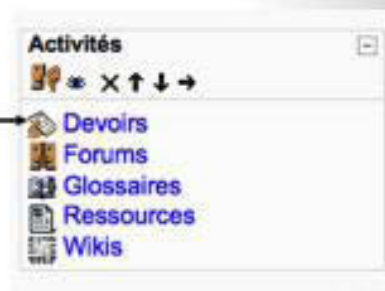 Activités
Devoirs
Forums
Glossaires
Ressources
Wikis